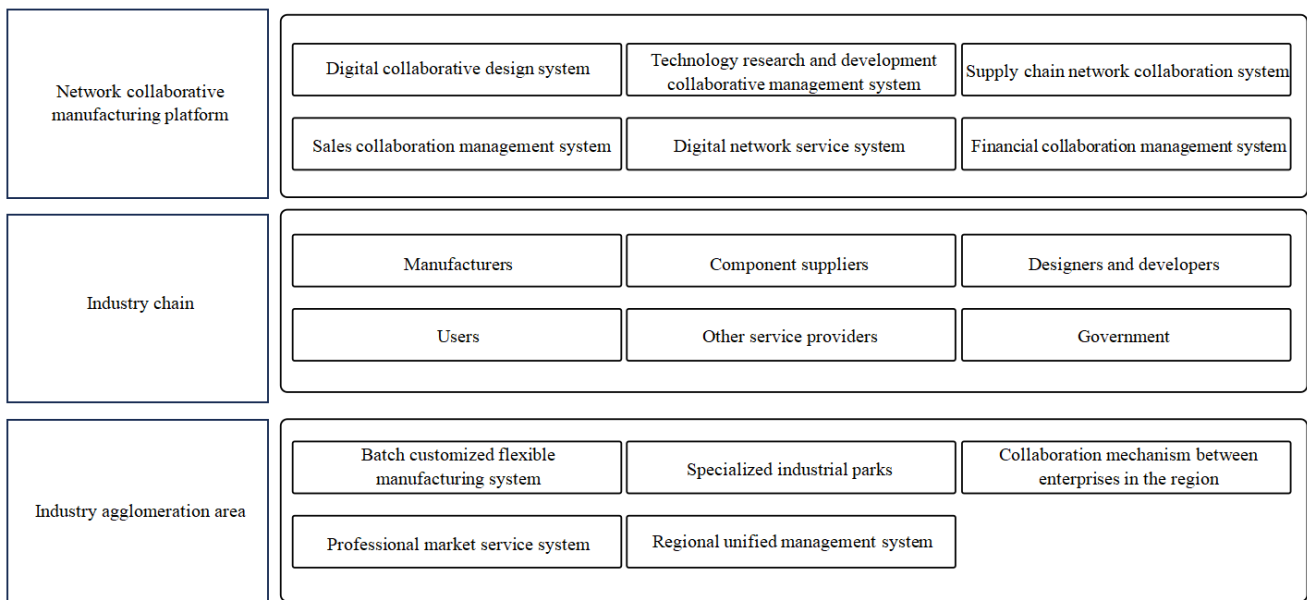 Network collaborative
manufacturing platform
Digital collaborative design system
Technology research and development
collaborative management system
Supply chain network collaboration system
Sales collaboration management system
Digital network service system
Financial collaboration management system
Industry chain
Manufacturers
Component suppliers
Designers and developers
Users
Other service providers
Government
Industry agglomeration area
Batch customized flexible
manufacturing system
Specialized industrial parks
Collaboration mechanism between
enterprises in the region
Professional market service system
Regional unified management system